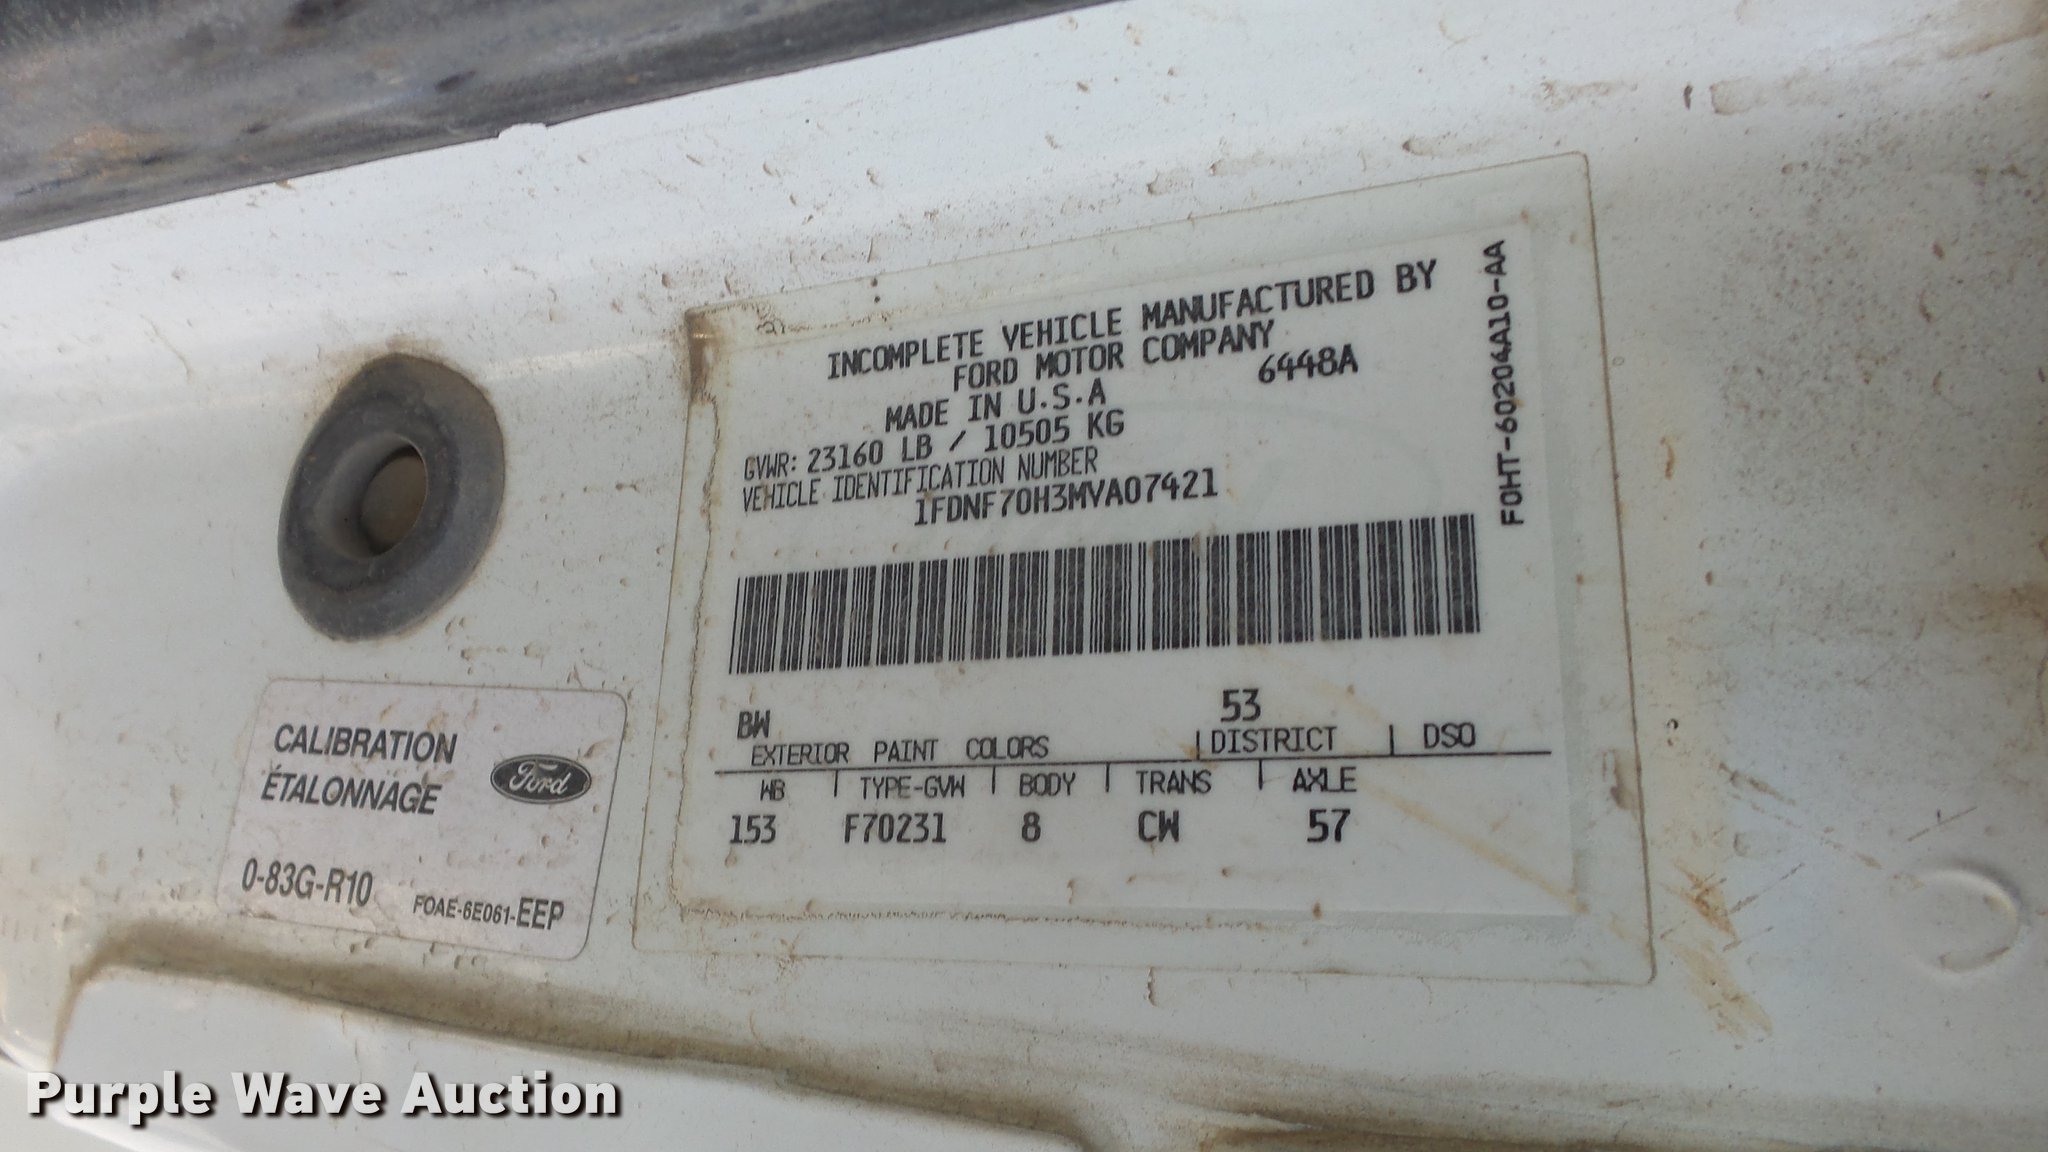 INCOMPLETE VEHICLE MANUFACTURED BY
FORD MOTOR COMPANY
MADE IN U.S.A
6448A
GVWR: 23160 LB / 10505 KG
VEHICLE IDENTIFICATION NUMBER
1FDNF70H3MVA07421
F0HT-60204A10-AA
BW 53
EXTERIOR PAINT COLORS | DISTRICT | DSO
WB | TYPE-GVW | BODY | TRANS | AXLE
153 F70231 8 CW 57
CALIBRATION
ÉTALONNAGE
Ford
0-83G-R10 FOAE-6E061-EEP
Purple Wave Auction